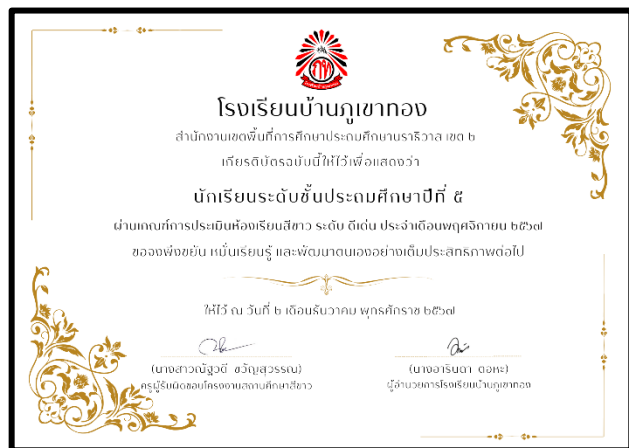 โรงเรียนบ้านภูเขาทอง
สำนักงานเขตพื้นที่การศึกษาประถมศึกษานราธิวาส เขต ๒
เกียรติบัตรฉบับนี้ให้ไว้เพื่อแสดงว่า
นักเรียนระดับชั้นประถมศึกษาปีที่ ๕
ผ่านเกณฑ์การประเมินห้องเรียนสีขาว ระดับ ดีเด่น ประจำเดือนพฤศจิกายน ๒๕๖๗
ขอจงพึงขยัน หมั่นเรียนรู้ และพัฒนาตนเองอย่างเต็มประสิทธิภาพต่อไป
ให้ไว้ ณ วันที่ ๒ เดือนธันวาคม พุทธศักราช ๒๕๖๗
(นางสาวณัฐวดี ขวัญสุวรรณ)
ครูผู้รับผิดชอบโครงงานสถานศึกษาสีขาว
(นางอารินดา ตอหะ)
ผู้อำนวยการโรงเรียนบ้านภูเขาทอง